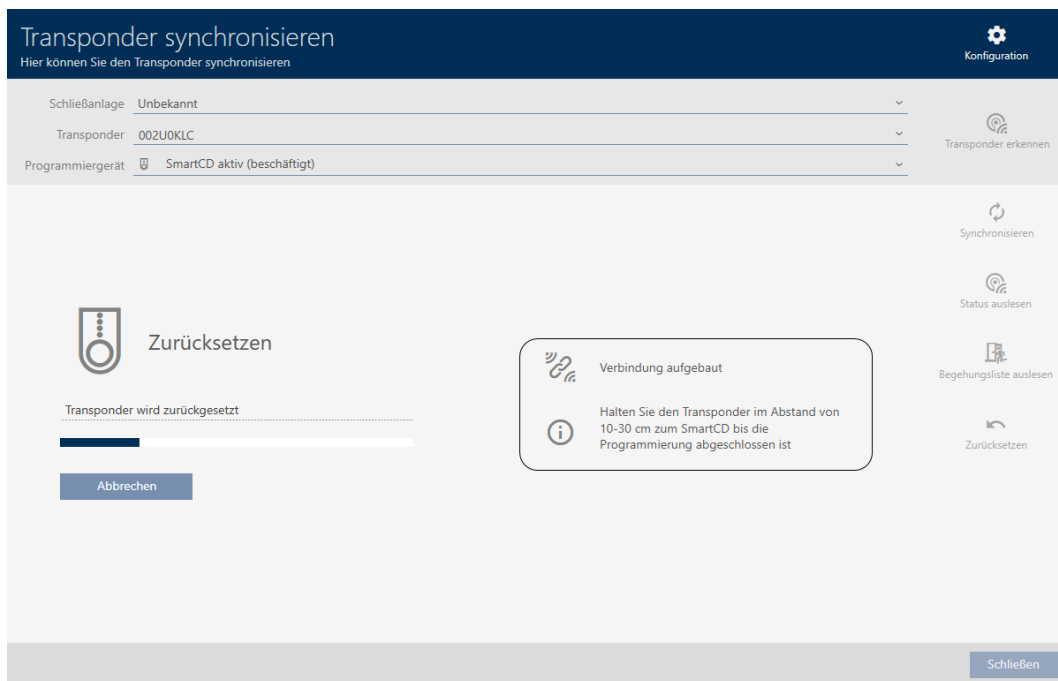 Transponder synchronisieren
Hier können Sie den Transponder synchronisieren
Konfiguration
Schließanlage Unbekannt
Transponder 002U0KLC
Programmiergerät SmartCD aktiv (beschäftigt)
Transponder erkennen
Synchronisieren
Status auslesen
Begehungsliste auslesen
Zurücksetzen
Zurücksetzen
Transponder wird zurückgesetzt
Abbrechen
Verbindung aufgebaut
Halten Sie den Transponder im Abstand von
10-30 cm zum SmartCD bis die
Programmierung abgeschlossen ist
Schließen